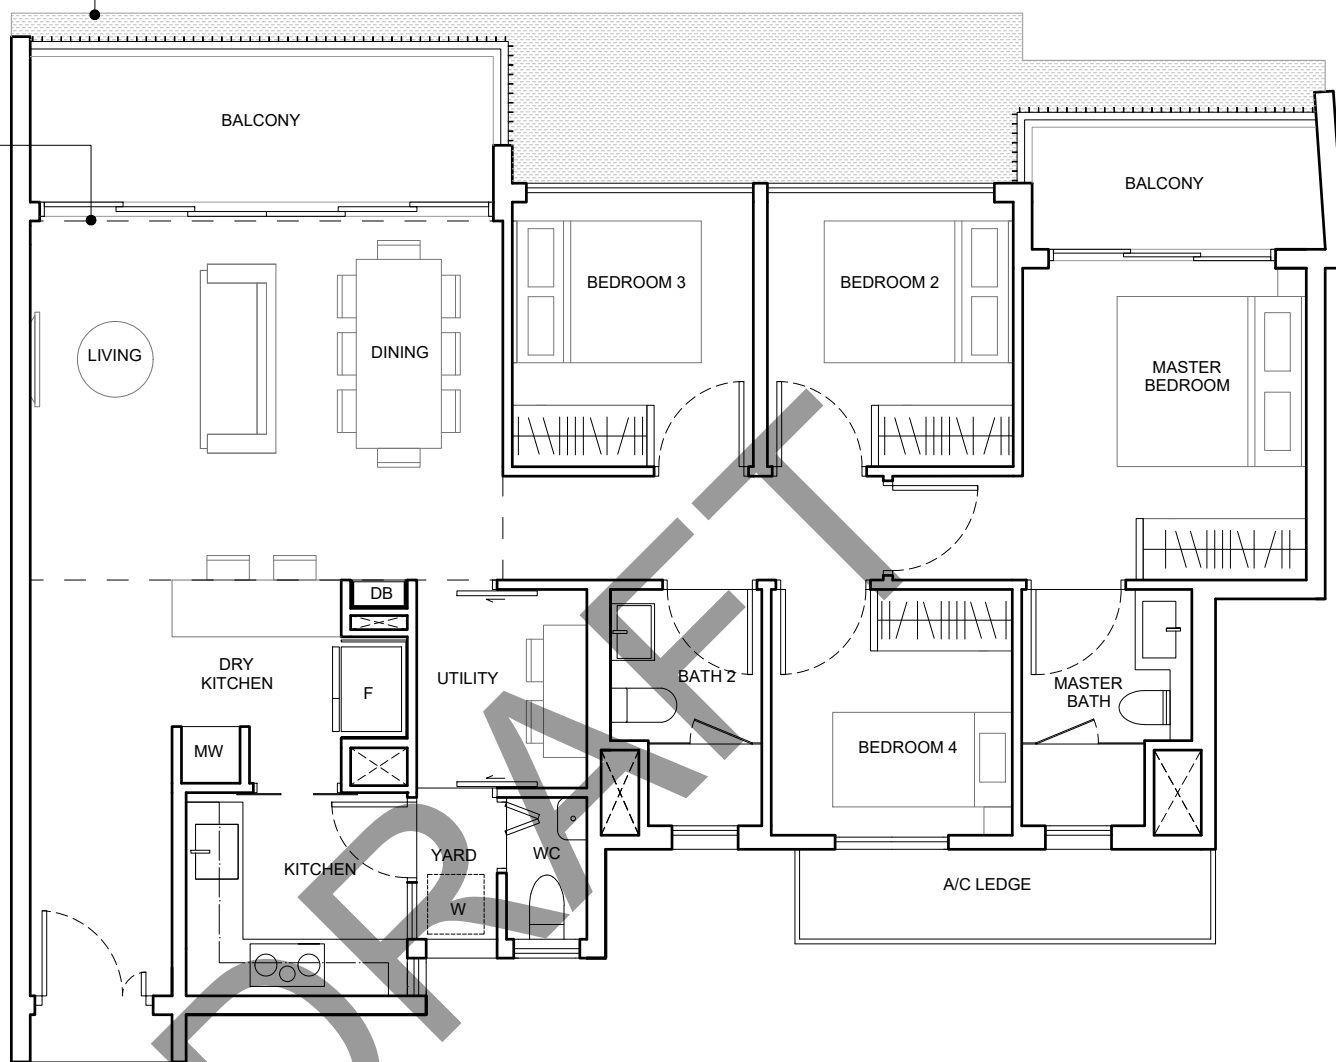 BALCONY
BALCONY
BEDROOM 3
BEDROOM 2
LIVING
DINING
MASTER
BEDROOM
DB
DRY
KITCHEN
F
UTILITY
BATH 2
MASTER
BATH
MW
BEDROOM 4
KITCHEN
YARD
WC
W
A/C LEDGE
DRAFT